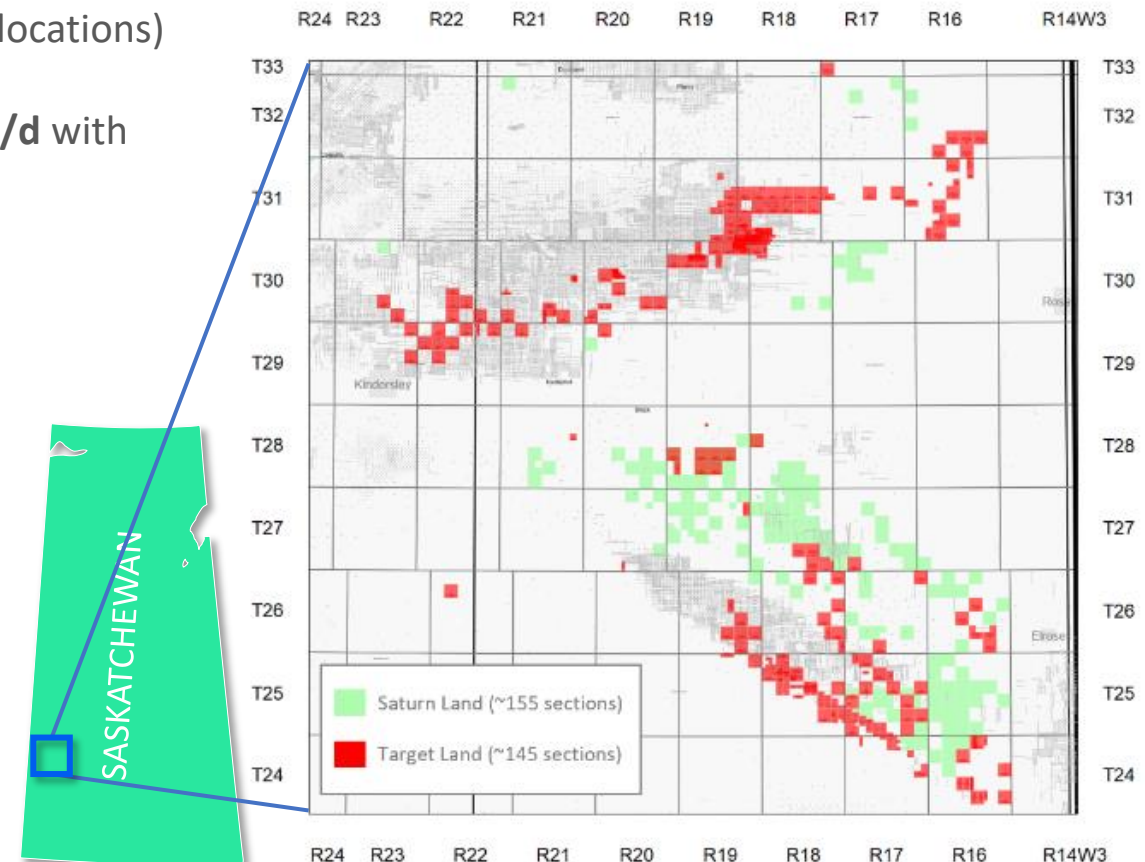 locations)
/d with
R24 R23 R22 R21 R20 R19 R18 R17 R16 R14W3
T33 T33
T32 T32
T31 T31
T30 T30
T29 T29
Kindersley
T28 T28
T27 T27
T26 T26
Elrose
T25 T25
T24 T24
Saturn Land (~155 sections)
Target Land (~145 sections)
SASKATCHEWAN
R24 R23 R22 R21 R20 R19 R18 R17 R16 R14W3